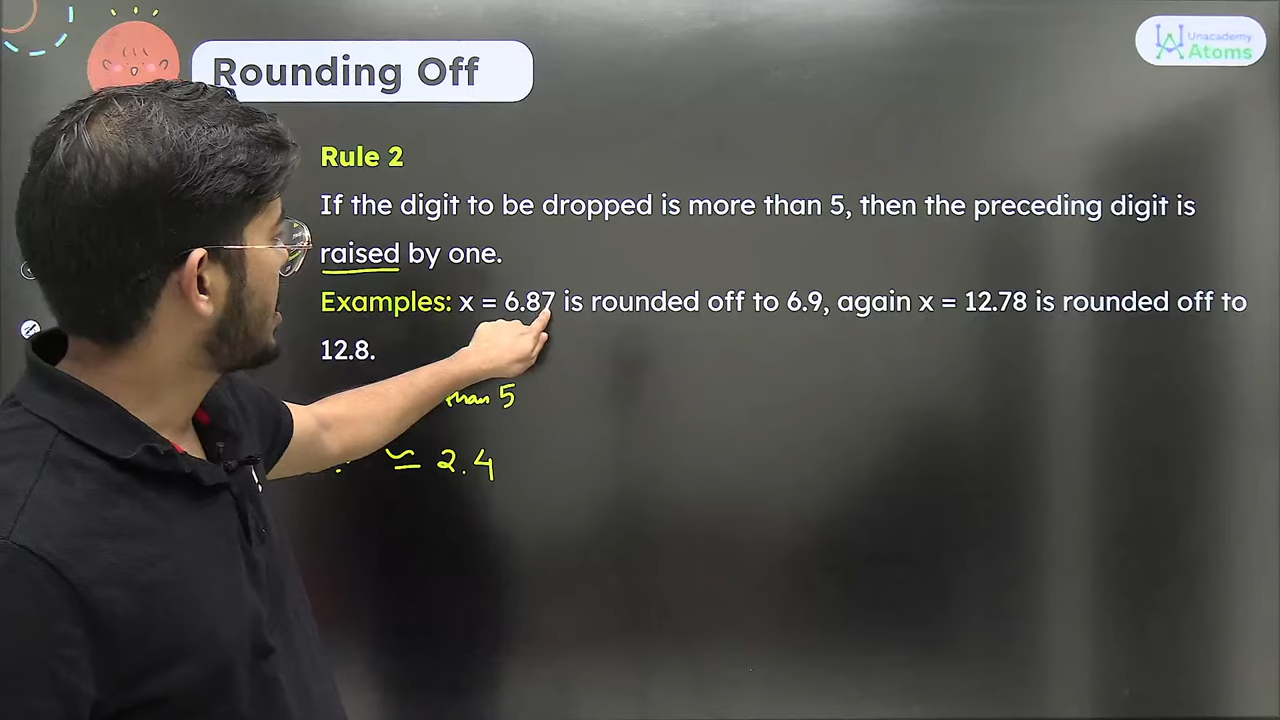 Rounding Off
Unacademy
Atoms
Rule 2
If the digit to be dropped is more than 5, then the preceding digit is
raised by one.
Examples: x = 6.87 is rounded off to 6.9, again x = 12.78 is rounded off to
12.8.
than 5
≃ 2.4